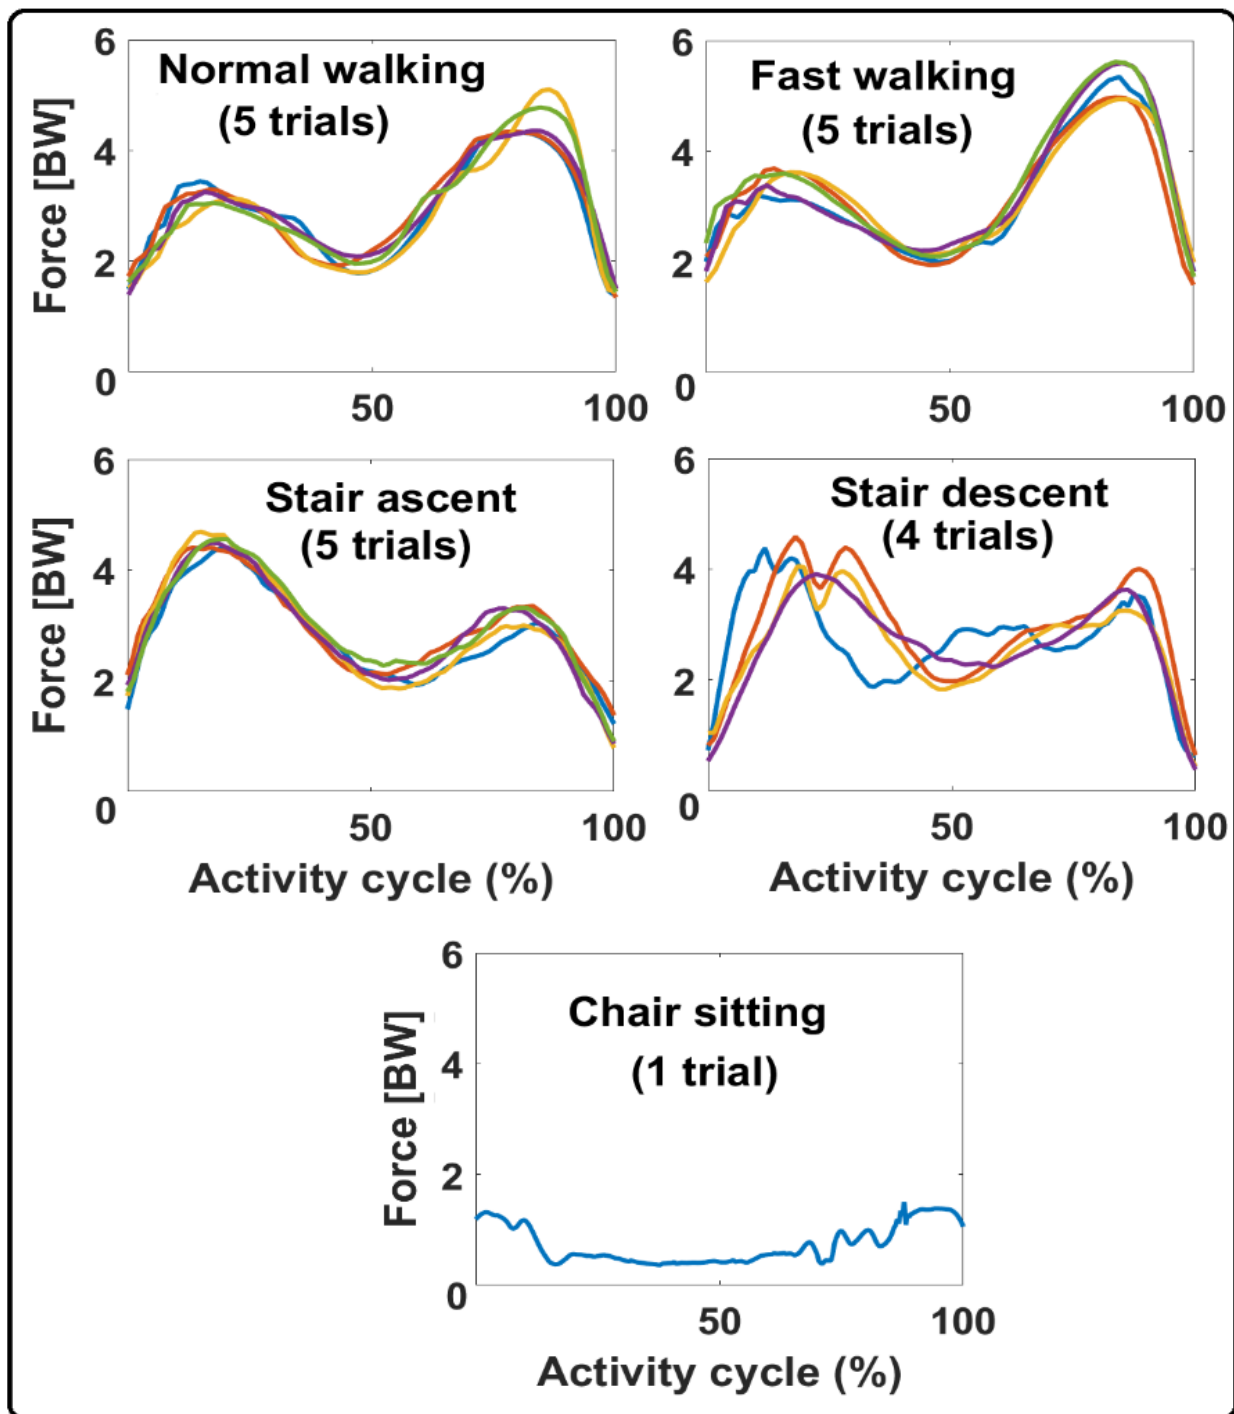 Normal walking
(5 trials)
Force [BW]
6
4
2
0
50
100
Fast walking
(5 trials)
6
4
2
0
50
100
Stair ascent
(5 trials)
Force [BW]
6
4
2
0
50
100
Activity cycle (%)
Stair descent
(4 trials)
6
4
2
0
50
100
Activity cycle (%)
Chair sitting
(1 trial)
Force [BW]
6
4
2
0
50
100
Activity cycle (%)